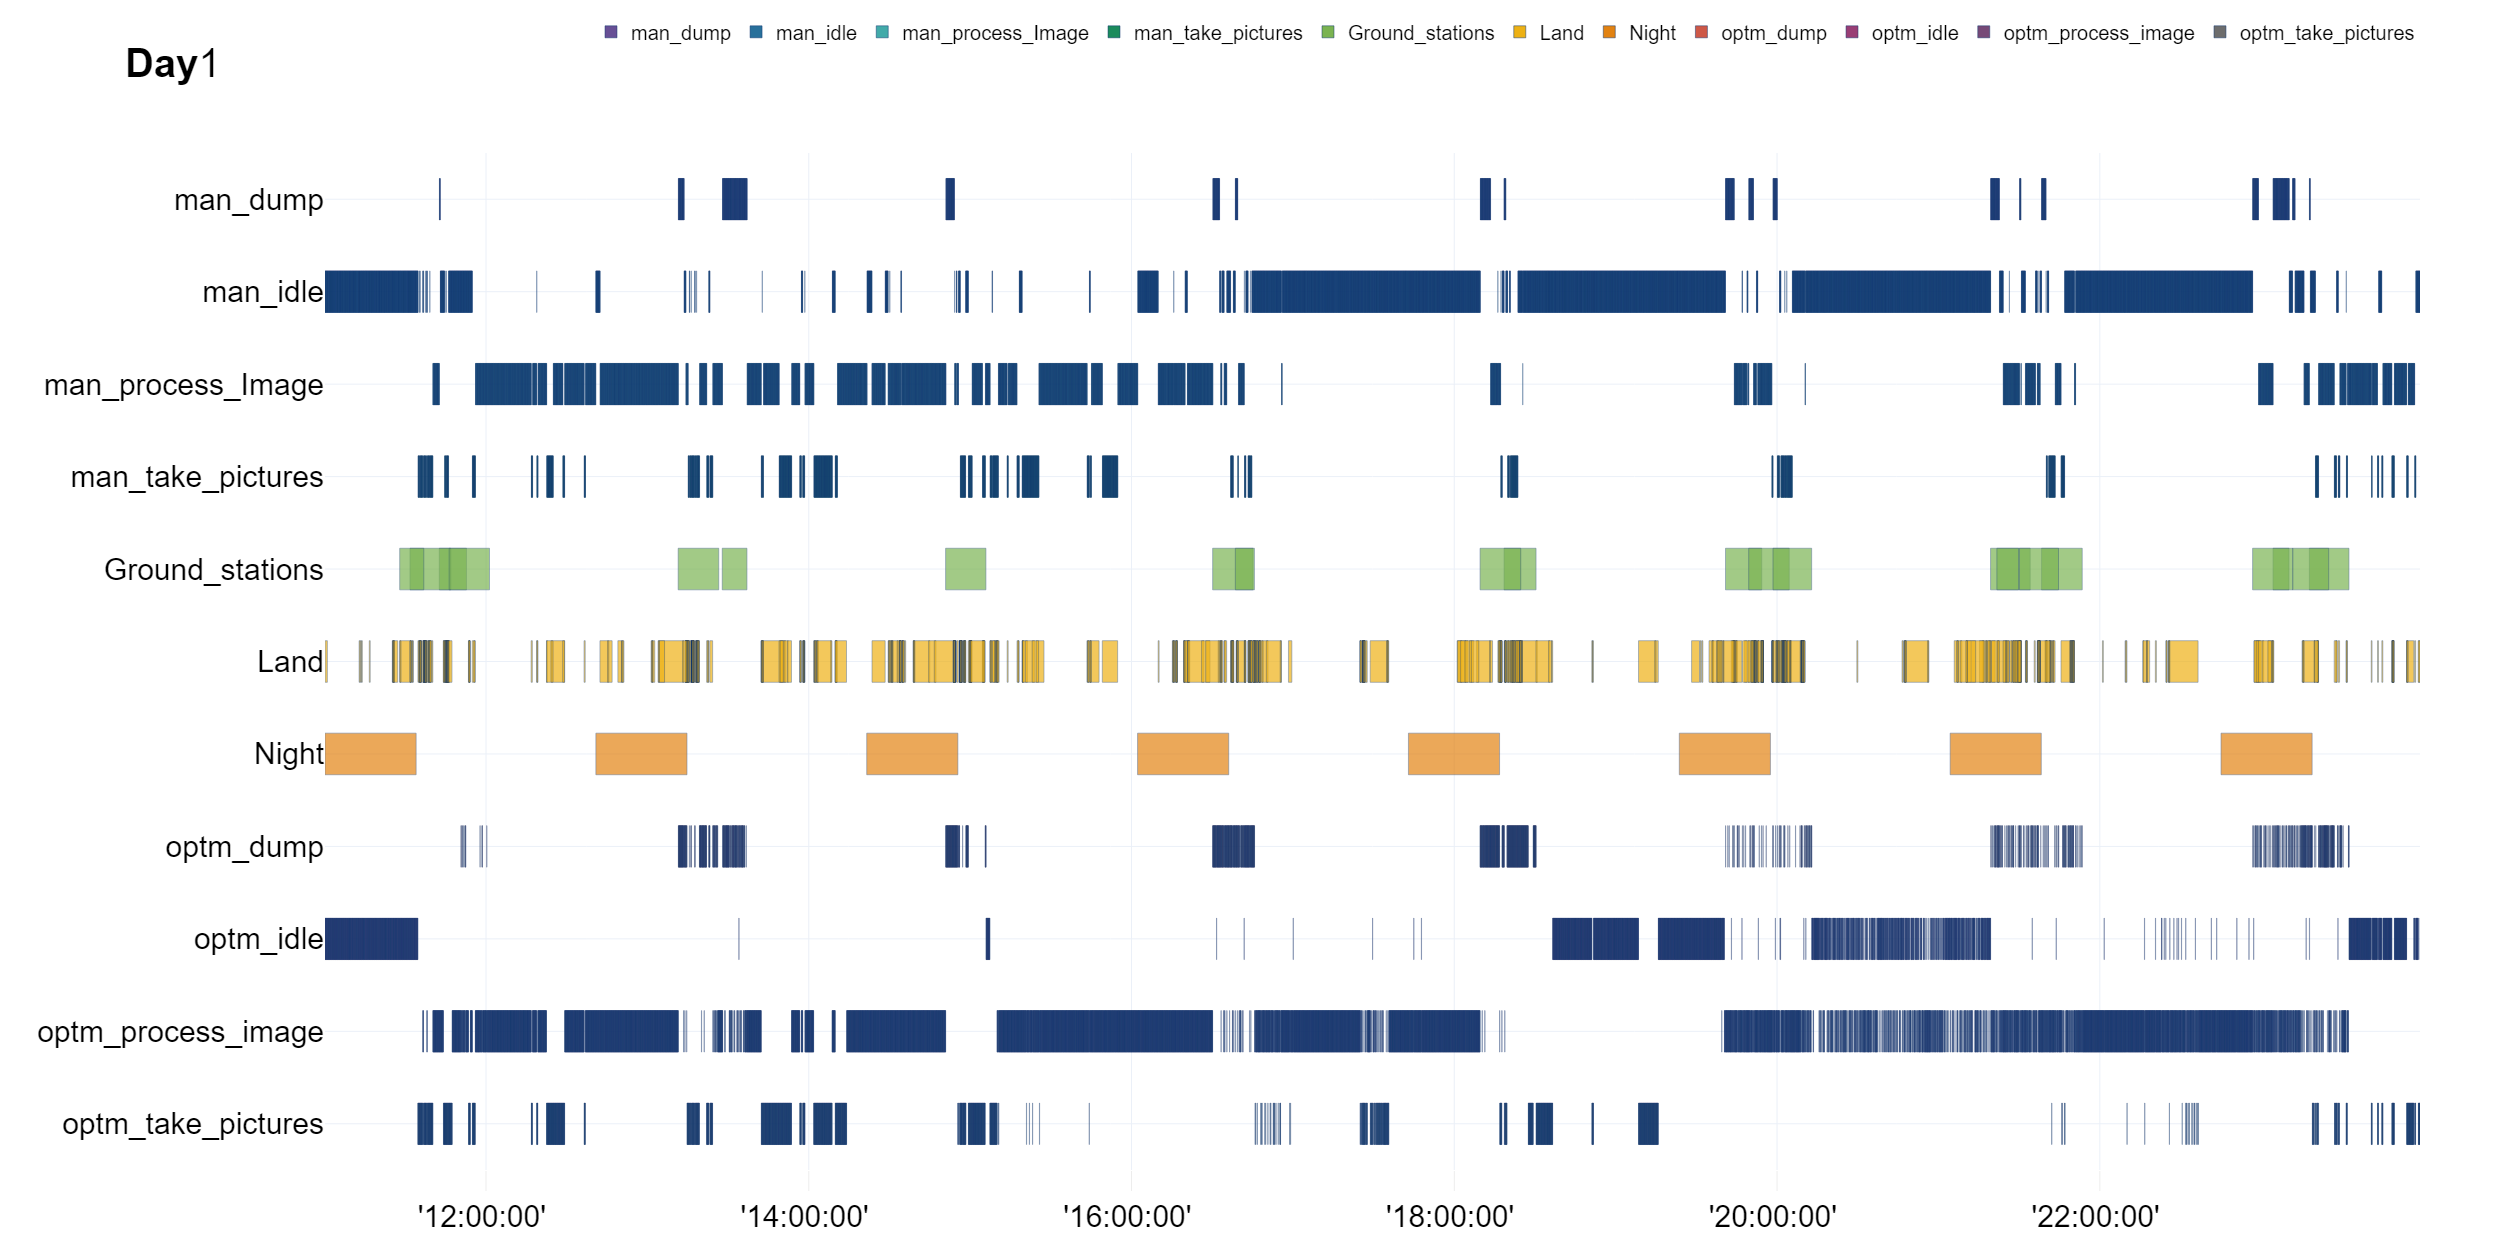 man_dump man_idle man_process_Image man_take_pictures Ground_stations Land Night optm_dump optm_idle optm_process_image optm_take_pictures
Day1
man_dump
man_idle
man_process_Image
man_take_pictures
Ground_stations
Land
Night
optm_dump
optm_idle
optm_process_image
optm_take_pictures
'12:00:00' '14:00:00' '16:00:00' '18:00:00' '20:00:00' '22:00:00'